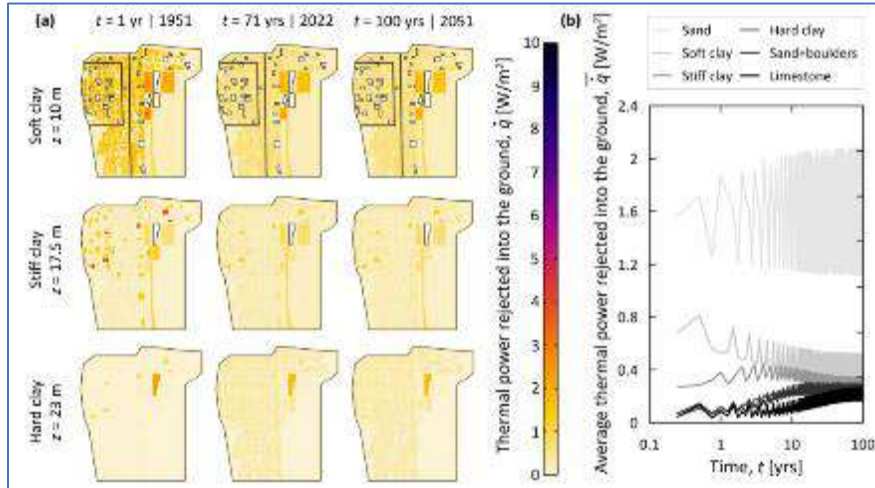 (a)
t = 1 yr | 1951
t = 71 yrs | 2022
t = 100 yrs | 2051
(b)
Soft clay
z = 10 m
Stiff clay
z = 17.5 m
Hard clay
z = 23 m
Thermal power rejected into the ground, q̇ [W/m²]
10
9
8
7
6
5
4
3
2
1
0
Sand
Soft clay
Stiff clay
Hard clay
Sand+boulders
Limestone
Average thermal power rejected into the ground, q̇̅ [W/m²]
2.4
2
1.6
1.2
0.8
0.4
0
0.1
1
10
100
Time, t [yrs]